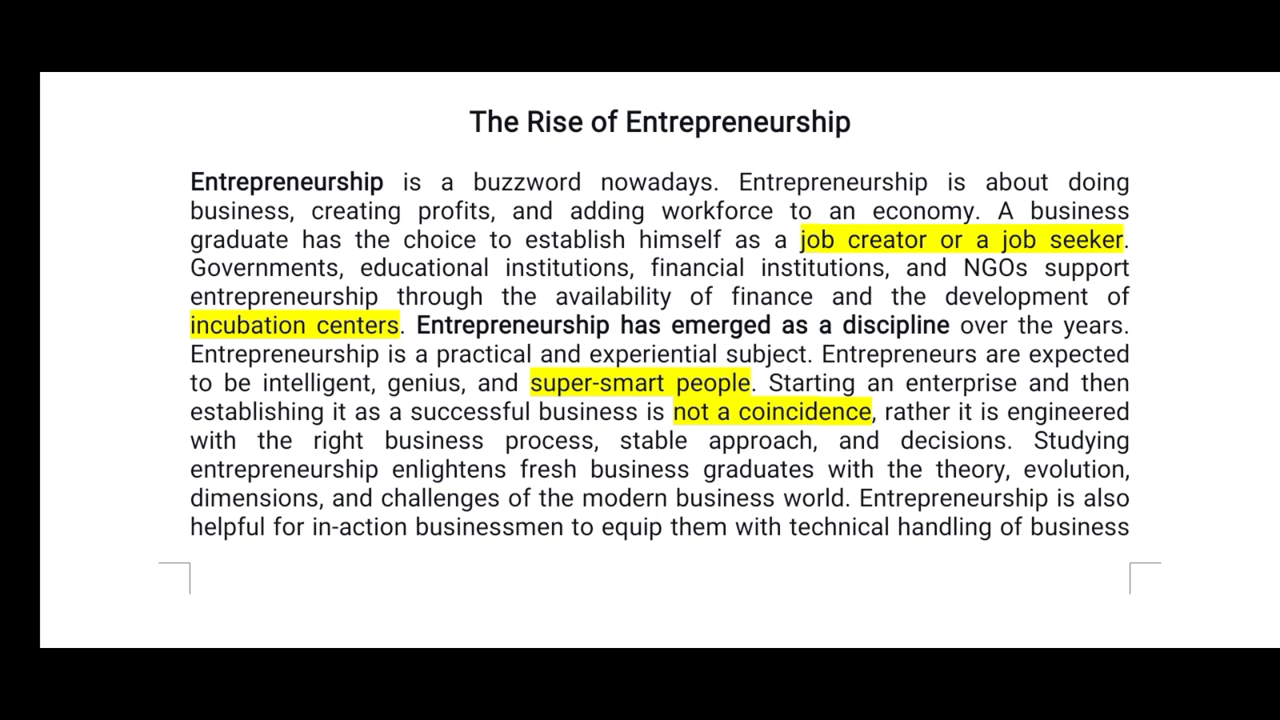 The Rise of Entrepreneurship
Entrepreneurship is a buzzword nowadays. Entrepreneurship is about doing
business, creating profits, and adding workforce to an economy. A business
graduate has the choice to establish himself as a job creator or a job seeker.
Governments, educational institutions, financial institutions, and NGOs support
entrepreneurship through the availability of finance and the development of
incubation centers. Entrepreneurship has emerged as a discipline over the years.
Entrepreneurship is a practical and experiential subject. Entrepreneurs are expected
to be intelligent, genius, and super-smart people. Starting an enterprise and then
establishing it as a successful business is not a coincidence, rather it is engineered
with the right business process, stable approach, and decisions. Studying
entrepreneurship enlightens fresh business graduates with the theory, evolution,
dimensions, and challenges of the modern business world. Entrepreneurship is also
helpful for in-action businessmen to equip them with technical handling of business